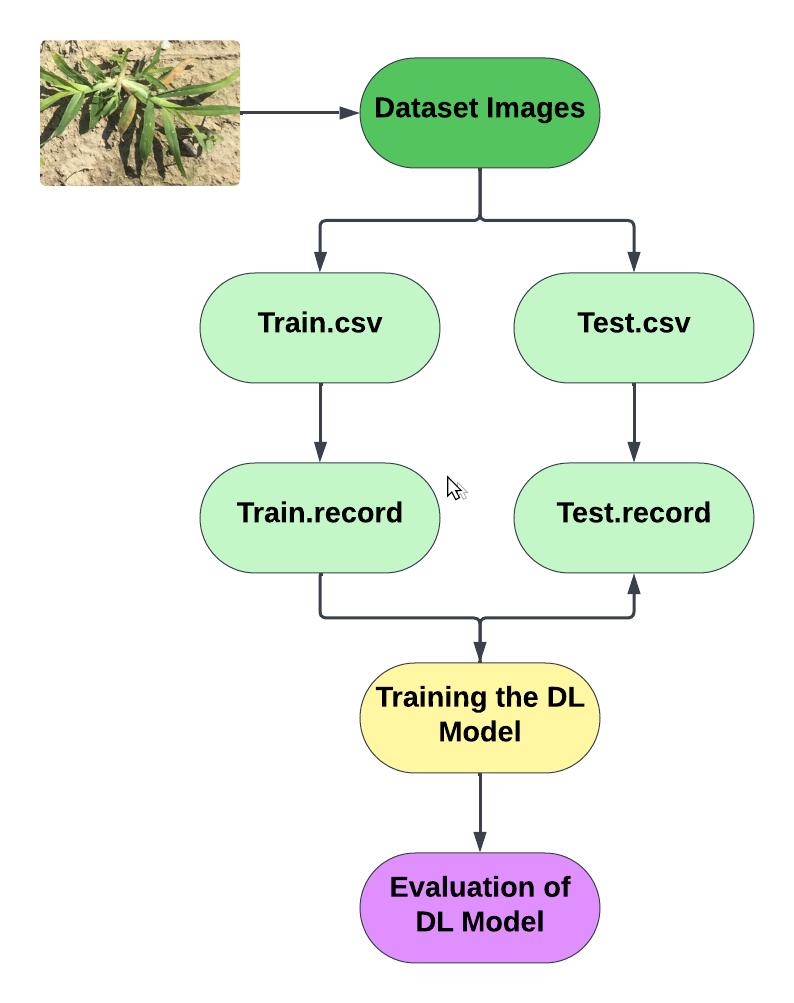 Dataset Images
Train.csv
Test.csv
Train.record
Test.record
Training the DL
Model
Evaluation of
DL Model